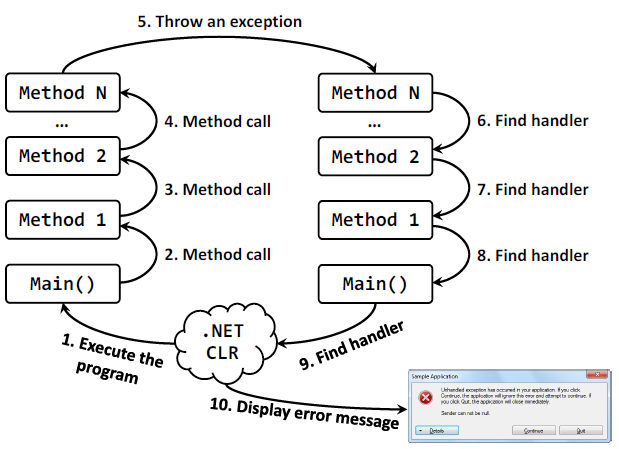 5. Throw an exception
Method N
Method N
...
4. Method call
...
6. Find handler
Method 2
Method 2
3. Method call
7. Find handler
Method 1
Method 1
2. Method call
8. Find handler
Main()
Main()
.NET
CLR
1. Execute the
program
9. Find handler
10. Display error message
Sample Application
Unhandled exception has occurred in your application. If you click
Continue, the application will ignore this error and attempt to continue. If
you click Quit, the application will close immediately.
Sender can not be null.
Details
Continue
Quit